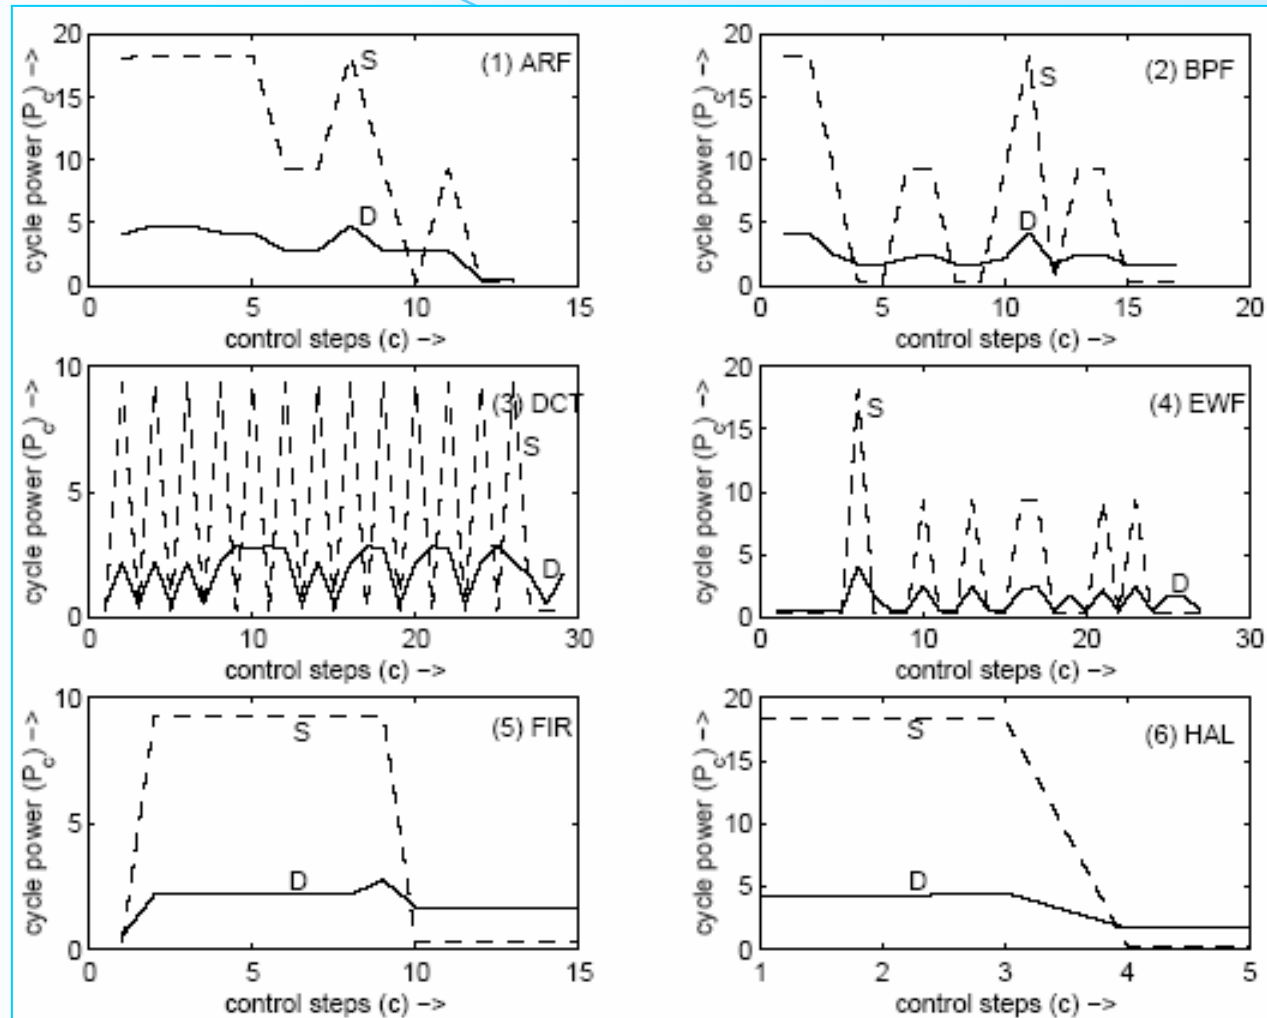 20
15
10
5
0
0
5
10
15
cycle power (P_c) −>
control steps (c) −>
(1) ARF
S
D
20
15
10
5
0
0
5
10
15
20
cycle power (P_c) −>
control steps (c) −>
(2) BPF
S
D
10
5
0
0
10
20
30
cycle power (P_c) −>
control steps (c) −>
(3) DCT
S
D
20
15
10
5
0
0
10
20
30
cycle power (P_c) −>
control steps (c) −>
(4) EWF
S
D
10
5
0
0
5
10
15
cycle power (P_c) −>
control steps (c) −>
(5) FIR
S
D
20
15
10
5
0
1
2
3
4
5
cycle power (P_c) −>
control steps (c) −>
(6) HAL
S
D